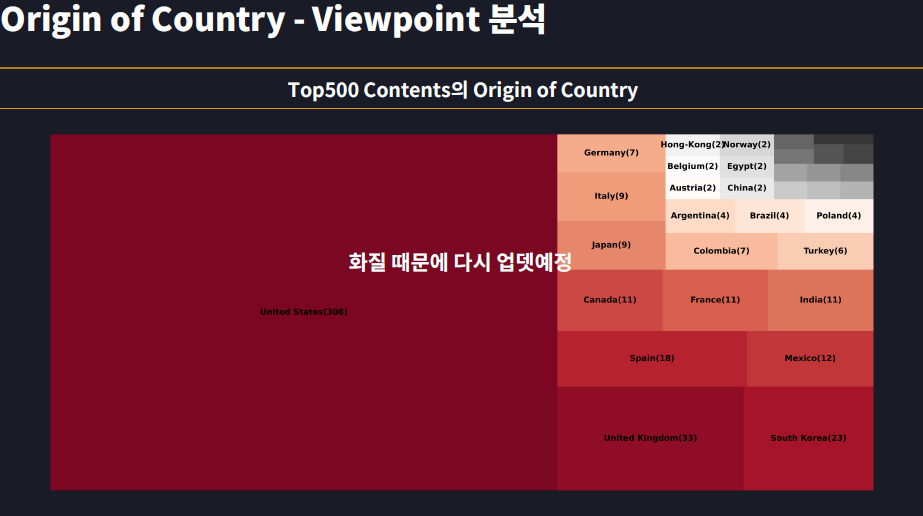 Origin of Country - Viewpoint 분석
Top500 Contents의 Origin of Country
Germany(7)
Hong-Kong(2)
Norway(2)
Belgium(2)
Egypt(2)
Italy(9)
Austria(2)
China(2)
Argentina(4)
Brazil(4)
Poland(4)
Japan(9)
Colombia(7)
Turkey(6)
화질 때문에 다시 업뎃예정
Canada(11)
France(11)
India(11)
United States(308)
Spain(18)
Mexico(12)
United Kingdom(33)
South Korea(23)